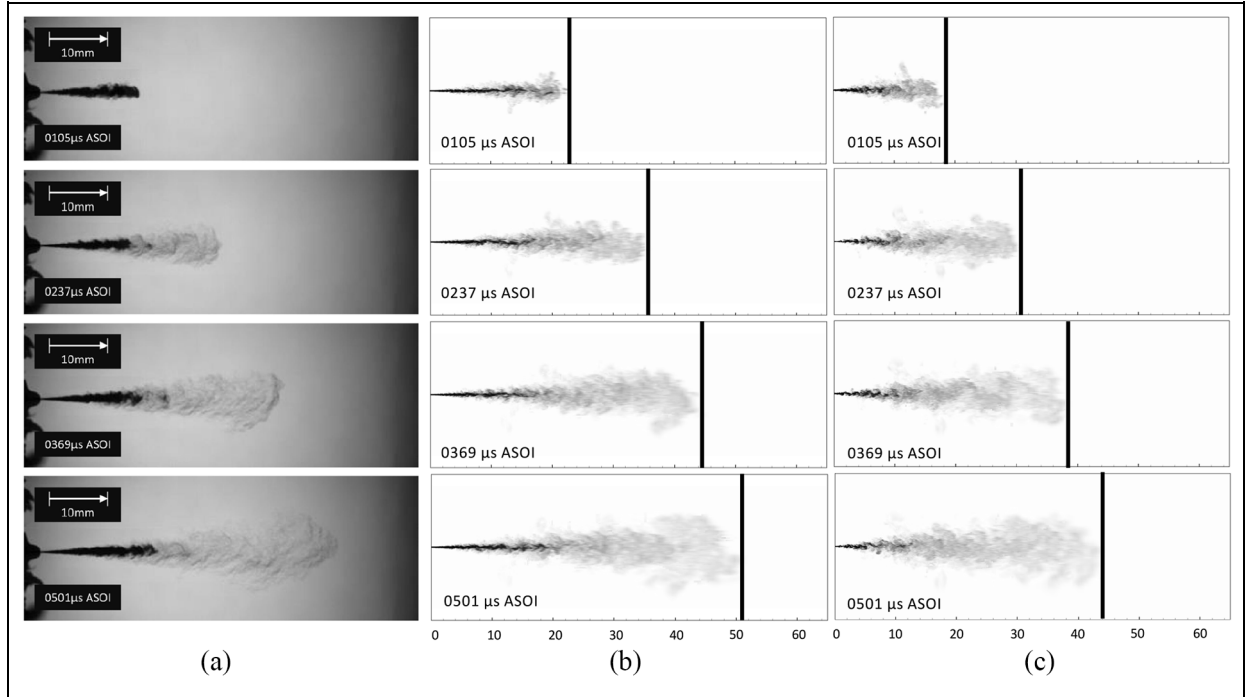 10mm
0105µs ASOI
0105 µs ASOI
0105 µs ASOI
10mm
0237µs ASOI
0237 µs ASOI
0237 µs ASOI
10mm
0369µs ASOI
0369 µs ASOI
0369 µs ASOI
10mm
0501µs ASOI
0501 µs ASOI
0501 µs ASOI
0 10 20 30 40 50 60
0 10 20 30 40 50 60
(a) (b) (c)